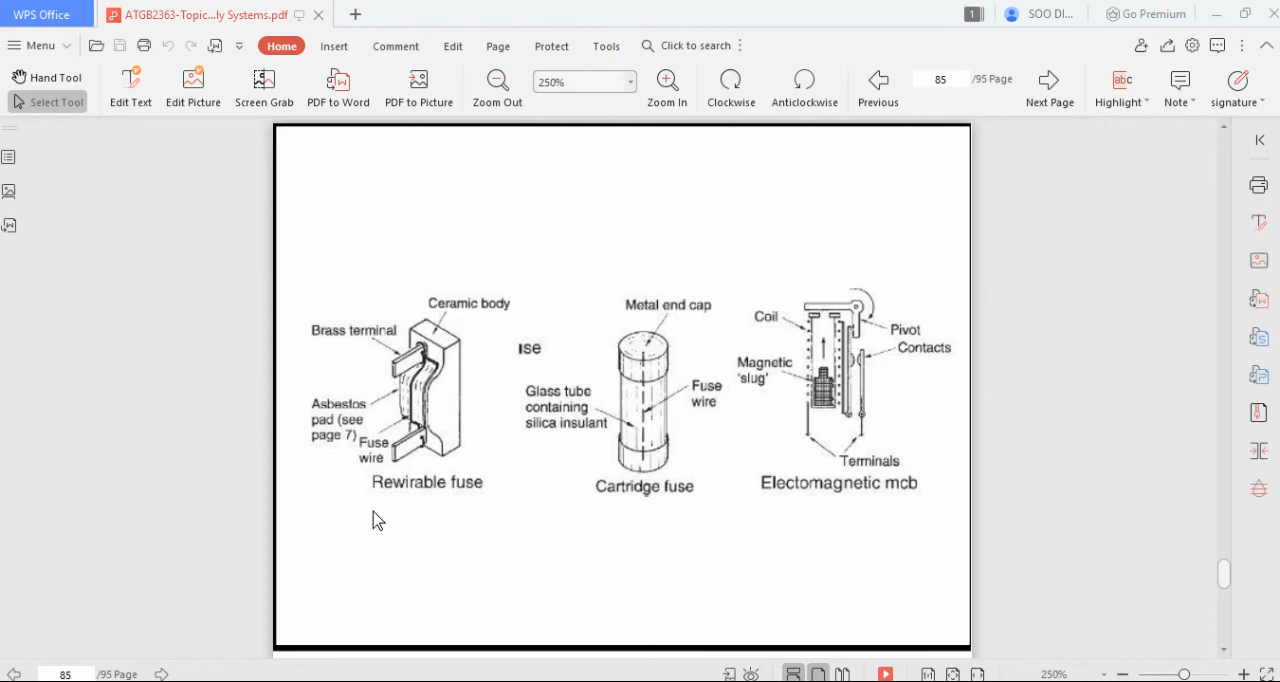 WPS Office
ATGB2363-Topic...ly Systems.pdf
1
SOO DI...
Go Premium
Menu
Home
Insert
Comment
Edit
Page
Protect
Tools
Click to search
Hand Tool
Select Tool
Edit Text
Edit Picture
Screen Grab
PDF to Word
PDF to Picture
Zoom Out
250%
Zoom In
Clockwise
Anticlockwise
Previous
85 /95 Page
Next Page
abc
Highlight
Note
signature
Ceramic body
Brass terminal
Asbestos
pad (see
page 7)
Fuse
wire
Rewirable fuse
ise
Metal end cap
Glass tube
containing
silica insulant
Fuse
wire
Cartridge fuse
Coil
Magnetic
'slug'
Pivot
Contacts
Terminals
Electomagnetic mcb
85 /95 Page
250%